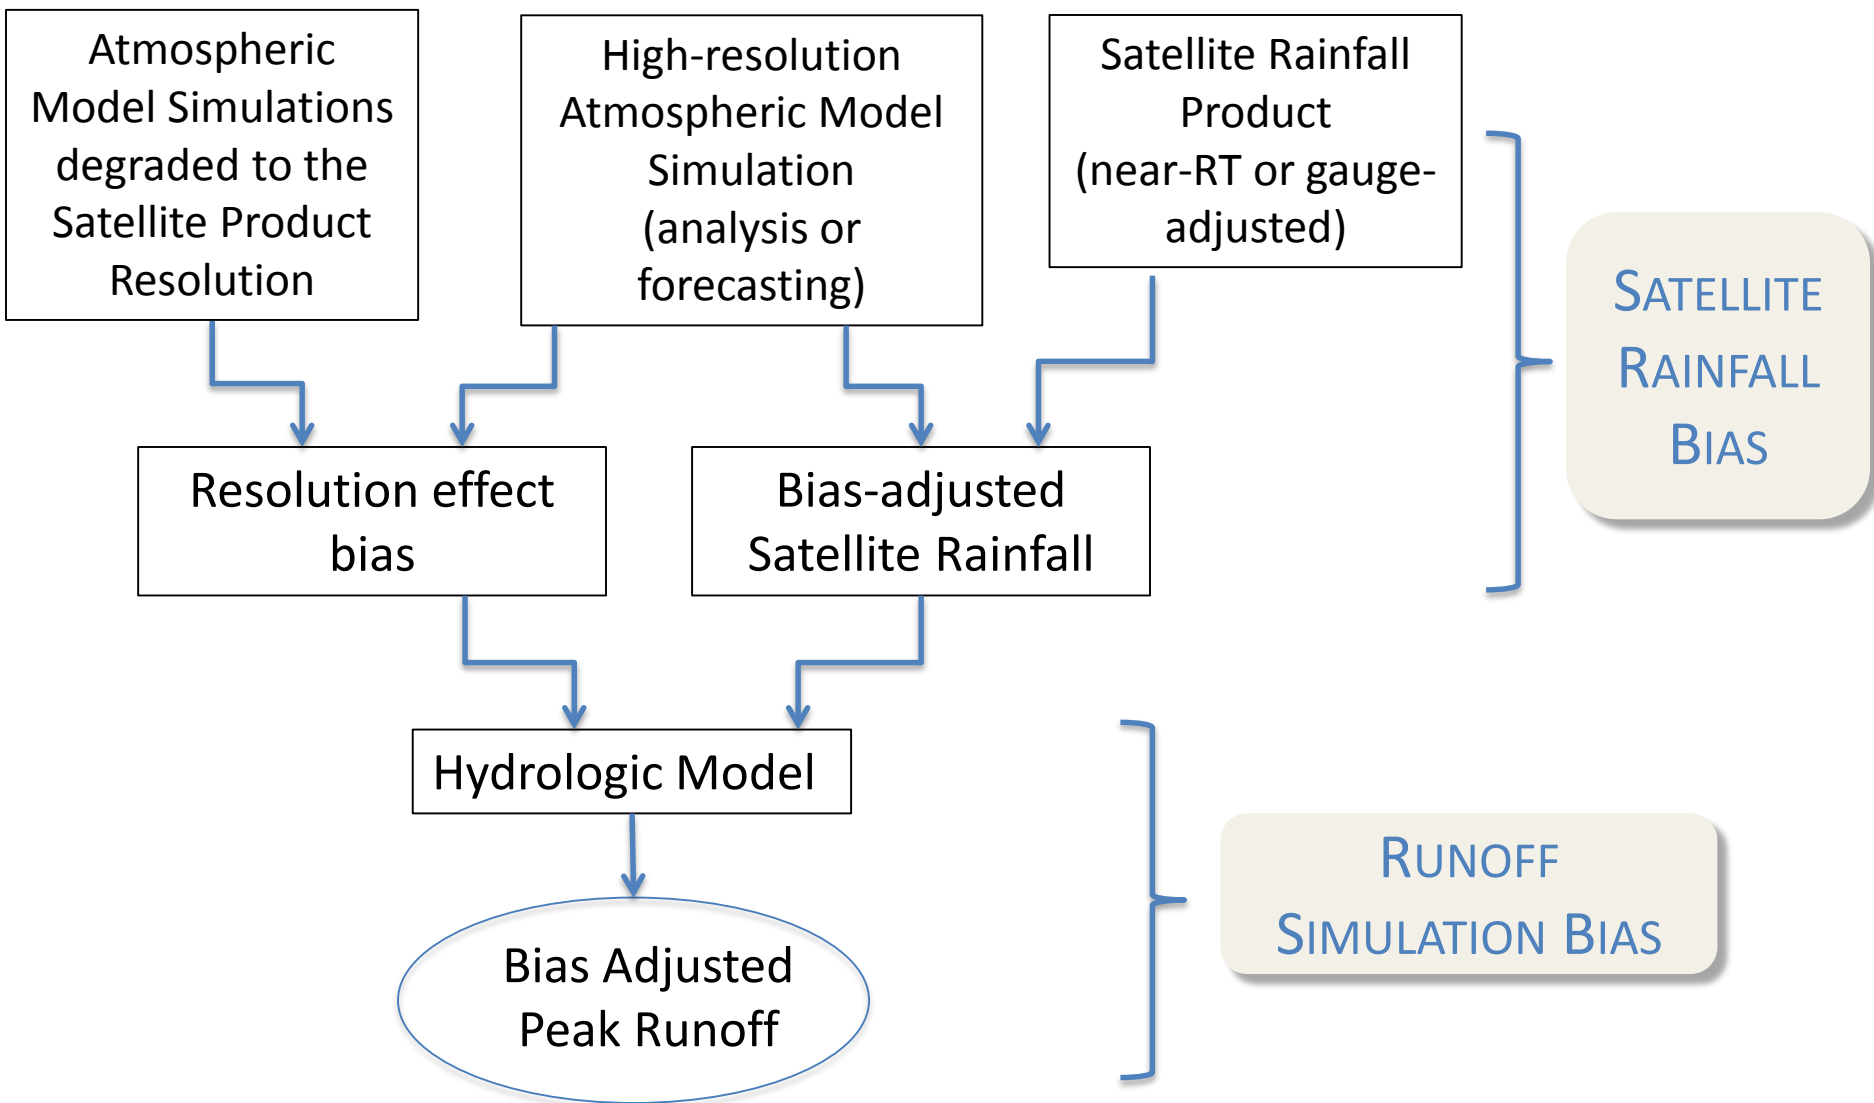 Atmospheric
Model Simulations
degraded to the
Satellite Product
Resolution
High-resolution
Atmospheric Model
Simulation
(analysis or
forecasting)
Satellite Rainfall
Product
(near-RT or gauge-
adjusted)
SATELLITE
RAINFALL
BIAS
Resolution effect
bias
Bias-adjusted
Satellite Rainfall
Hydrologic Model
RUNOFF
SIMULATION BIAS
Bias Adjusted
Peak Runoff